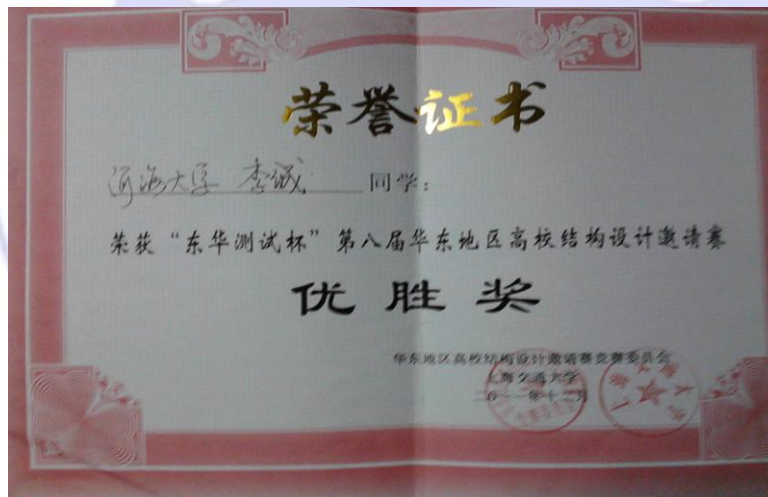 荣誉证书
河海大学 李诚 同学：
荣获“东华测试杯”第八届华东地区高校结构设计邀请赛
优胜奖
华东地区高校结构设计邀请赛竞赛委员会
上海交通大学
二〇一一年十二月